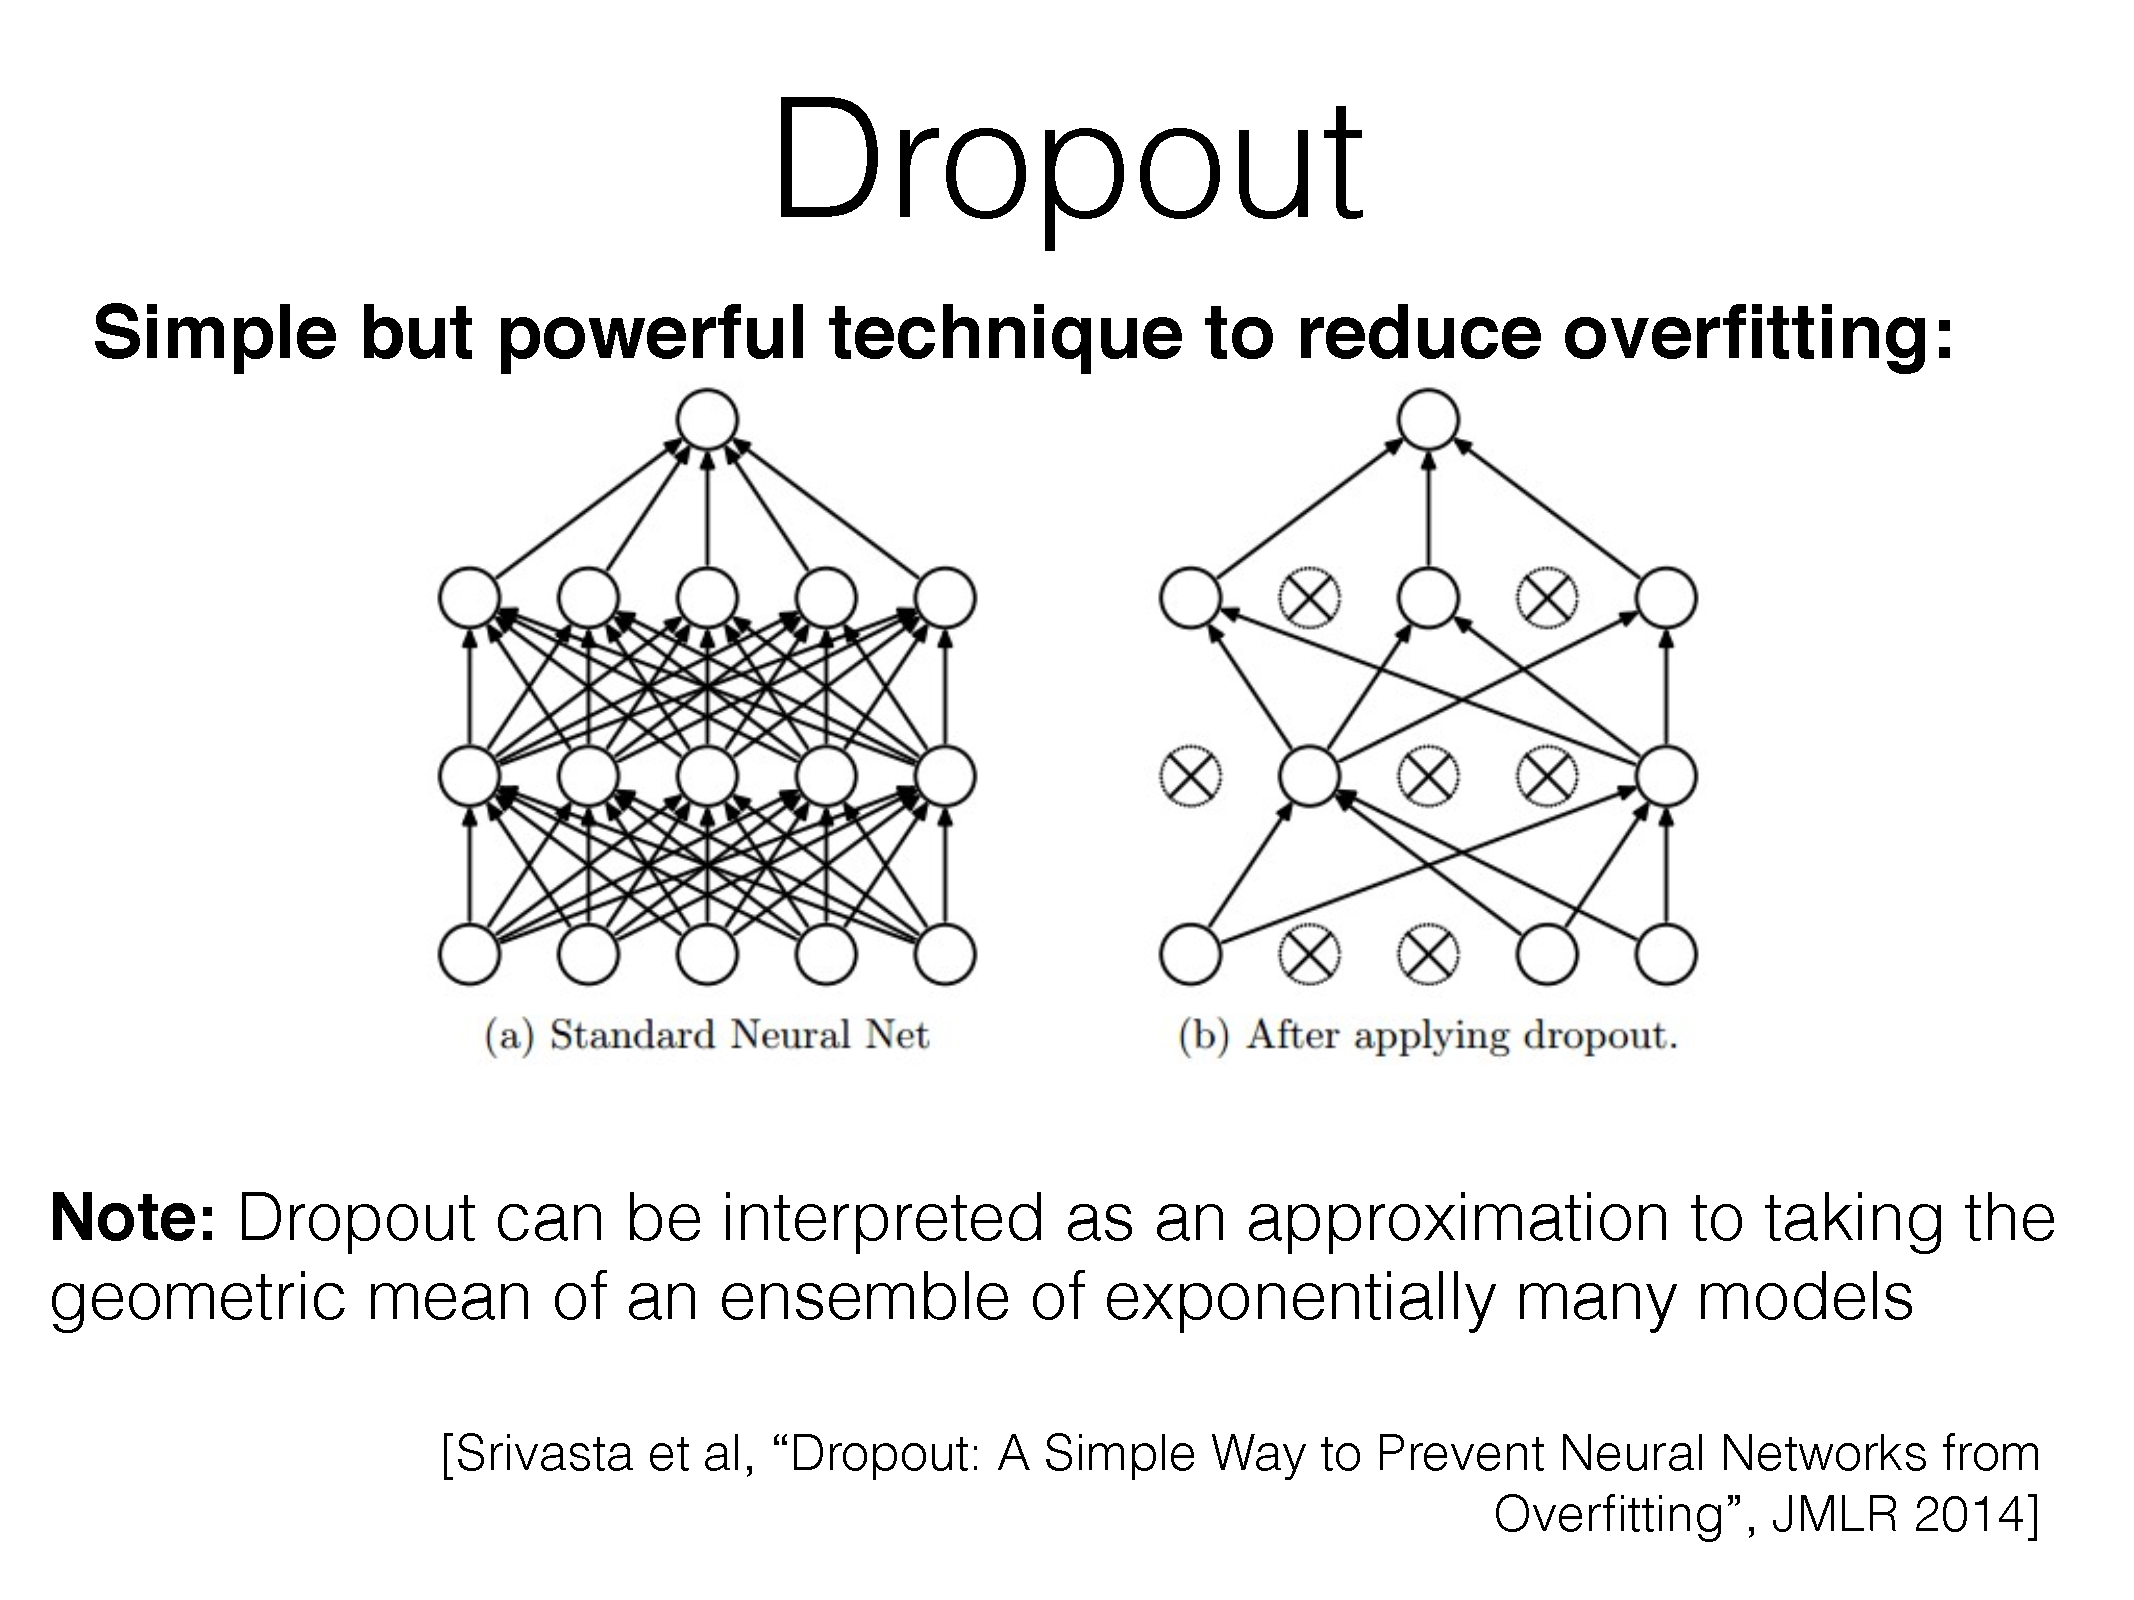 Dropout
Simple but powerful technique to reduce overfitting:
(a) Standard Neural Net
(b) After applying dropout.
Note: Dropout can be interpreted as an approximation to taking the
geometric mean of an ensemble of exponentially many models
[Srivasta et al, “Dropout: A Simple Way to Prevent Neural Networks from
Overfitting”, JMLR 2014]